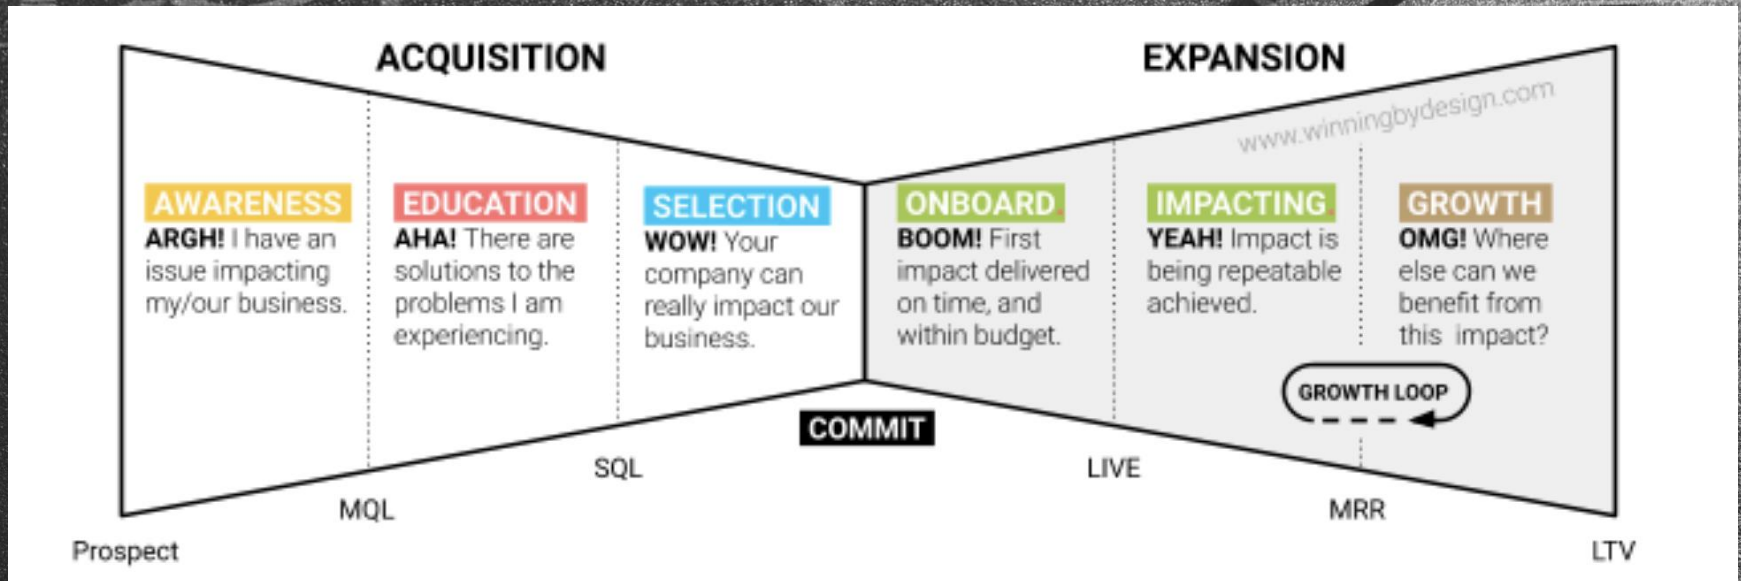 ACQUISITION
EXPANSION
www.winningbydesign.com
AWARENESS
ARGH! I have an
issue impacting
my/our business.
EDUCATION
AHA! There are
solutions to the
problems I am
experiencing.
SELECTION
WOW! Your
company can
really impact our
business.
ONBOARD.
BOOM! First
impact delivered
on time, and
within budget.
IMPACTING.
YEAH! Impact is
being repeatable
achieved.
GROWTH
OMG! Where
else can we
benefit from
this impact?
GROWTH LOOP
COMMIT
Prospect
MQL
SQL
LIVE
MRR
LTV